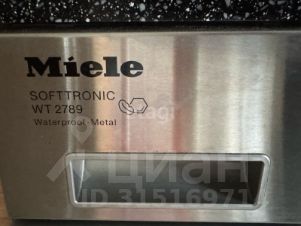 Miele
SOFTTRONIC
WT 2789
Waterproof-Metal
ЦИАН
ID 31516971